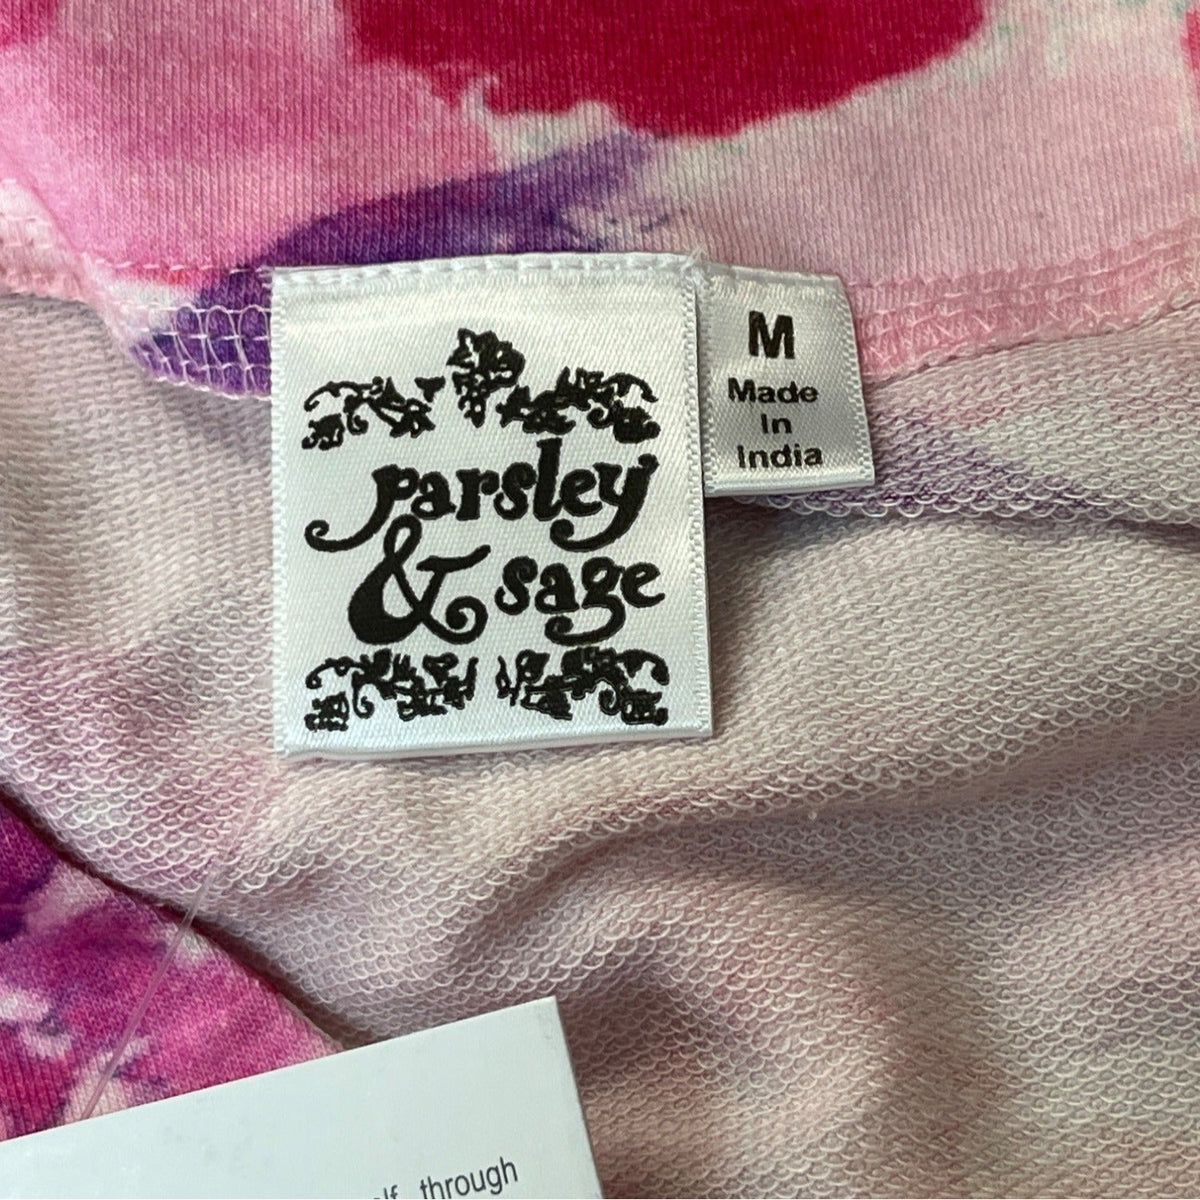 parsley
& sage
M
Made
In
India
through